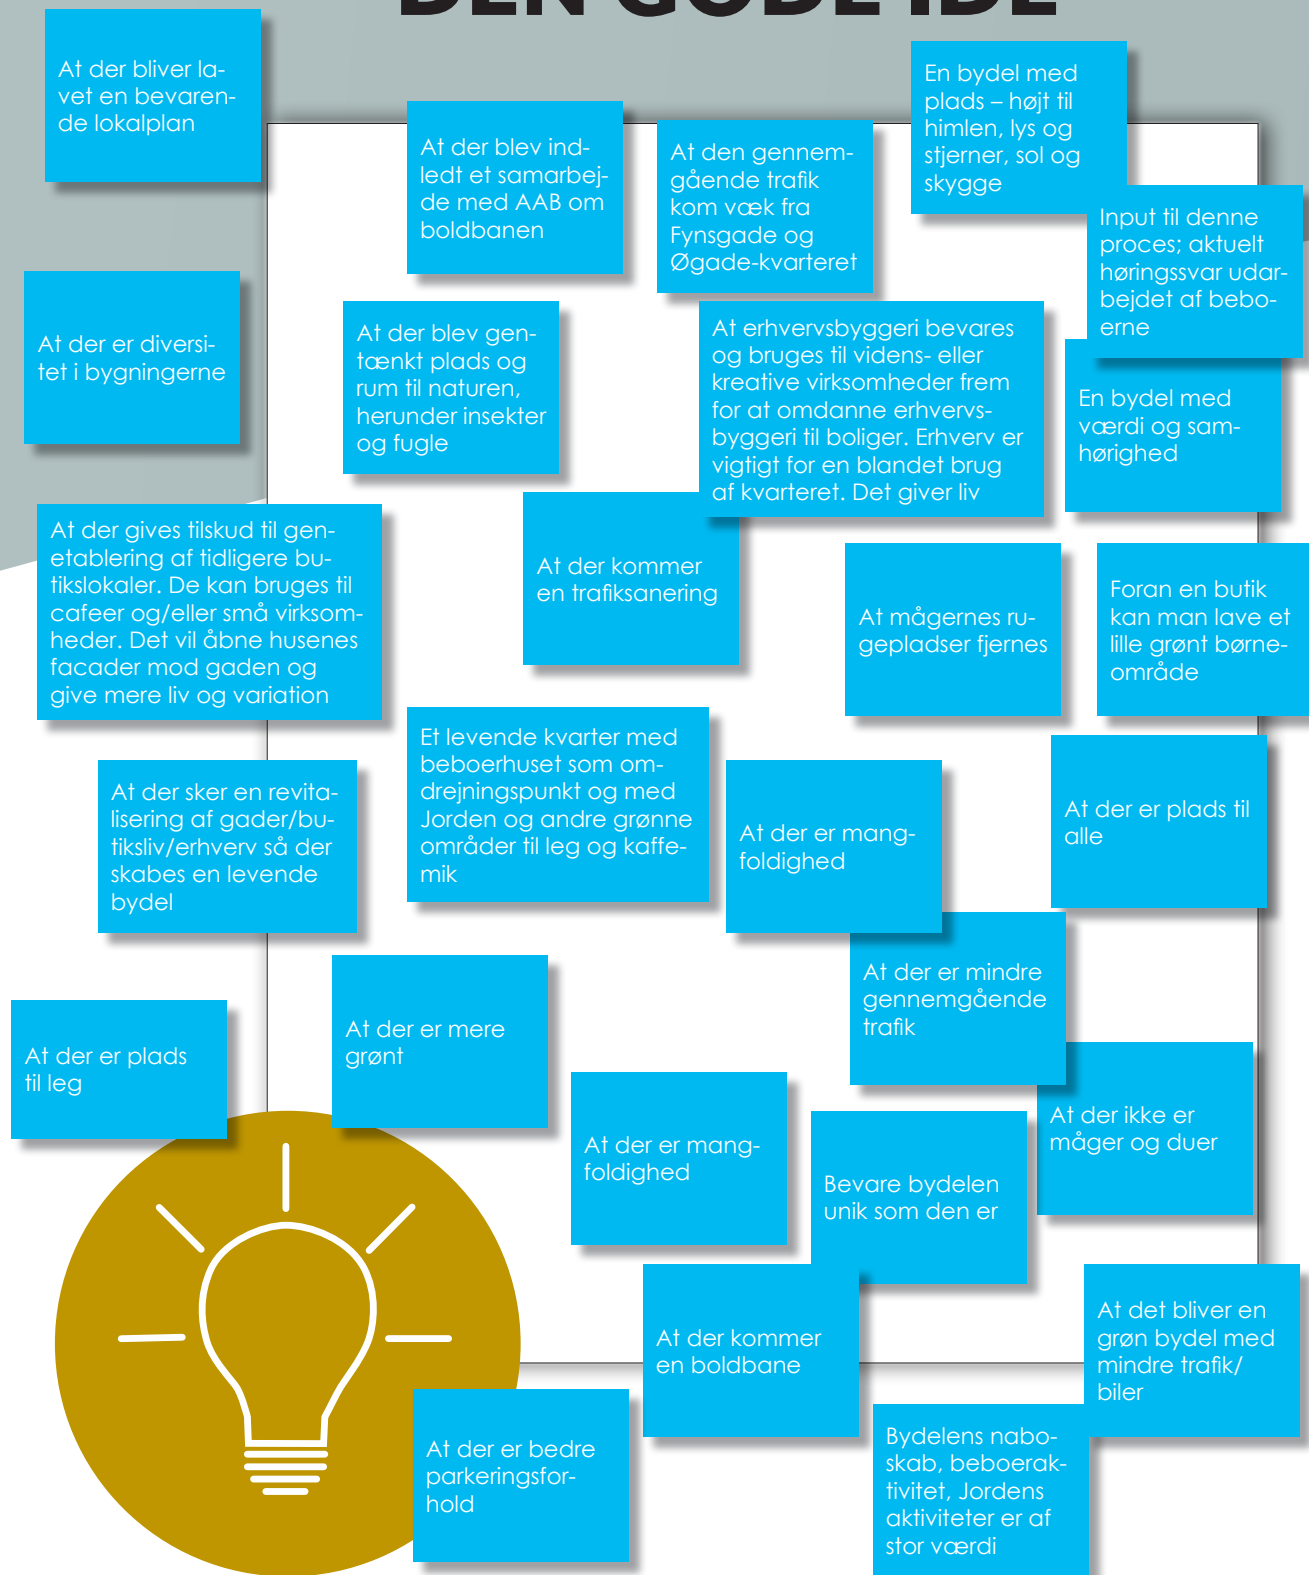 DEN GODE IDE
At der bliver la-
vet en bevaren-
de lokalplan
At der blev ind-
ledt et samarbej-
de med AAB om
boldbanen
At den gennem-
gående trafik
kom væk fra
Fynsgade og
Øgade-kvarteret
En bydel med
plads – højt til
himlen, lys og
stjerner, sol og
skygge
Input til denne
proces; aktuelt
høringssvar udar-
bejdet af bebo-
erne
At der er diversi-
tet i bygningerne
At der blev gen-
tænkt plads og
rum til naturen,
herunder insekter
og fugle
At erhvervsbyggeri bevares
og bruges til videns- eller
kreative virksomheder frem
for at omdanne erhvervs-
byggeri til boliger. Erhverv er
vigtigt for en blandet brug
af kvarteret. Det giver liv
En bydel med
værdi og sam-
hørighed
At der gives tilskud til gen-
etablering af tidligere bu-
tikslokaler. De kan bruges til
cafeer og/eller små virksom-
heder. Det vil åbne husenes
facader mod gaden og
give mere liv og variation
At der kommer
en trafiksanering
At mågernes ru-
gepladser fjernes
Foran en butik
kan man lave et
lille grønt børne-
område
At der sker en revita-
lisering af gader/bu-
tiksliv/erhverv så der
skabes en levende
bydel
Et levende kvarter med
beboerhuset som om-
drejningspunkt og med
Jorden og andre grønne
områder til leg og kaffe-
mik
At der er mang-
foldighed
At der er plads til
alle
At der er mindre
gennemgående
trafik
At der er plads
til leg
At der er mere
grønt
At der er mang-
foldighed
Bevare bydelen
unik som den er
At der ikke er
måger og duer
At der kommer
en boldbane
At det bliver en
grøn bydel med
mindre trafik/
biler
At der er bedre
parkeringsfor-
hold
Bydelens nabo-
skab, beboerak-
tivitet, Jordens
aktiviteter er af
stor værdi